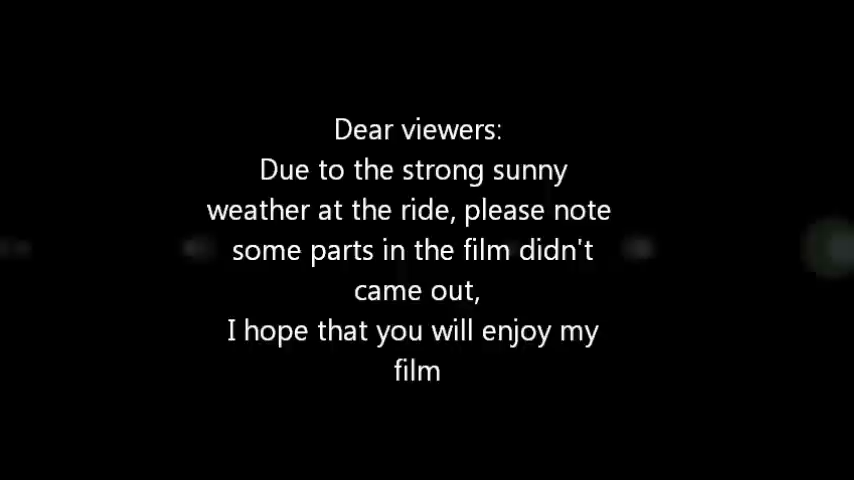 Dear viewers:
Due to the strong sunny
weather at the ride, please note
some parts in the film didn't
came out,
I hope that you will enjoy my
film